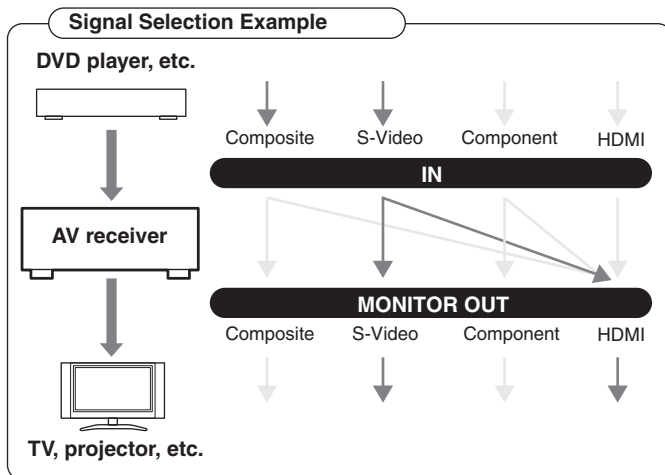 Signal Selection Example
DVD player, etc.
Composite S-Video Component HDMI
IN
AV receiver
MONITOR OUT
Composite S-Video Component HDMI
TV, projector, etc.